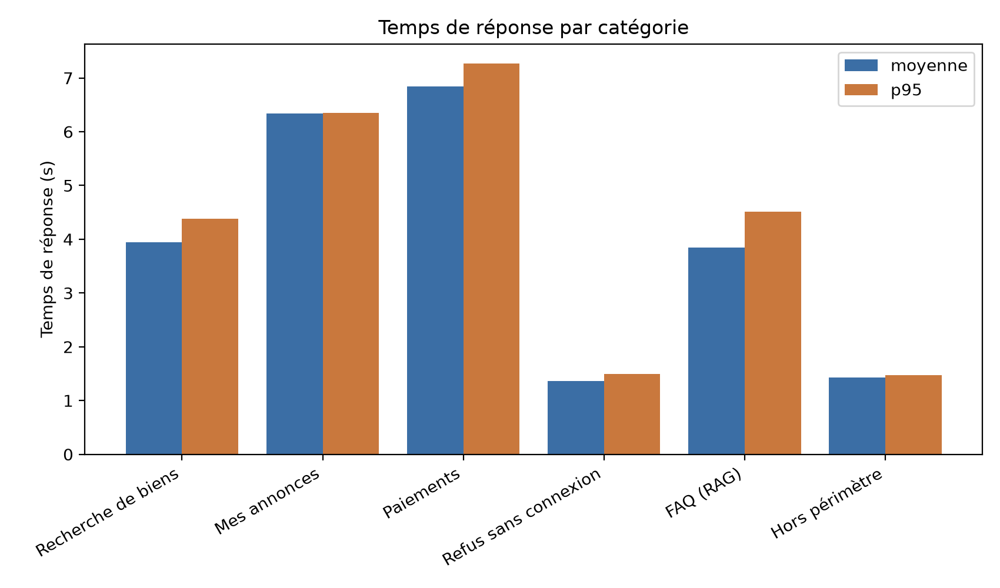 Temps de réponse par catégorie
moyenne
p95
Temps de réponse (s)
7
6
5
4
3
2
1
0
Recherche de biens
Mes annonces
Paiements
Refus sans connexion
FAQ (RAG)
Hors périmètre